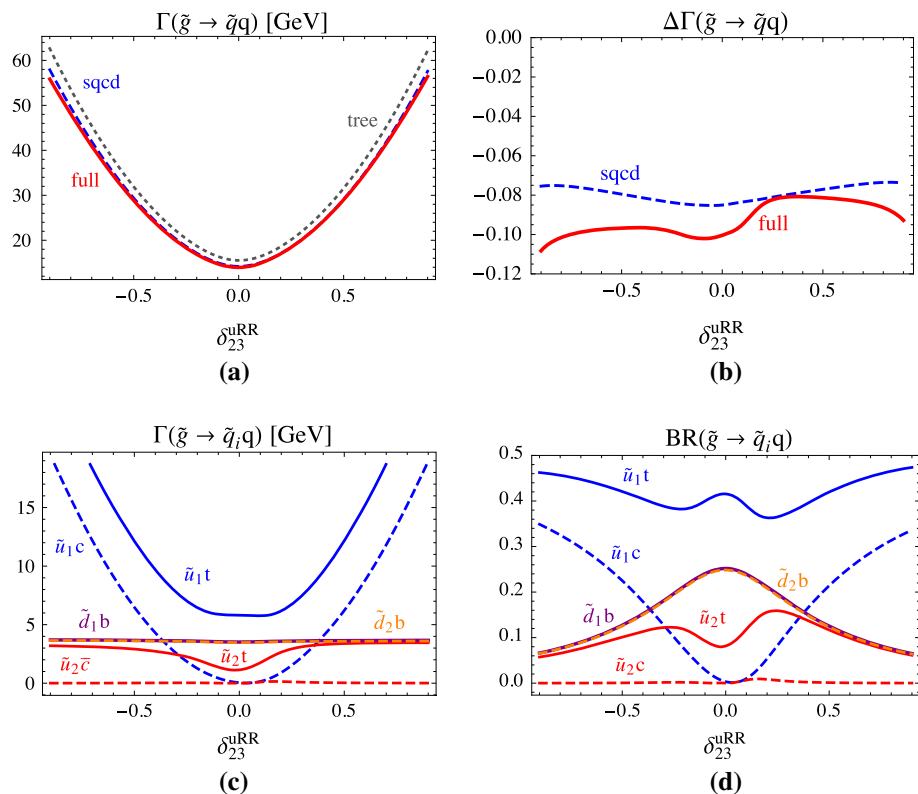 Γ(g̃ → q̃q) [GeV]
60
50
40
30
20
sqcd
tree
full
−0.5 0.0 0.5
δ₂₃ᵘᴿᴿ
(a)
ΔΓ(g̃ → q̃q)
0.00
−0.02
−0.04
−0.06
−0.08
−0.10
−0.12
sqcd
full
−0.5 0.0 0.5
δ₂₃ᵘᴿᴿ
(b)
Γ(g̃ → q̃ᵢq) [GeV]
15
10
5
0
ũ₁c
ũ₁t
d̃₁b
d̃₂b
ũ₂c̄
ũ₂t
−0.5 0.0 0.5
δ₂₃ᵘᴿᴿ
(c)
BR(g̃ → q̃ᵢq)
0.5
0.4
0.3
0.2
0.1
0.0
ũ₁t
ũ₁c
d̃₂b
d̃₁b
ũ₂t
ũ₂c
−0.5 0.0 0.5
δ₂₃ᵘᴿᴿ
(d)